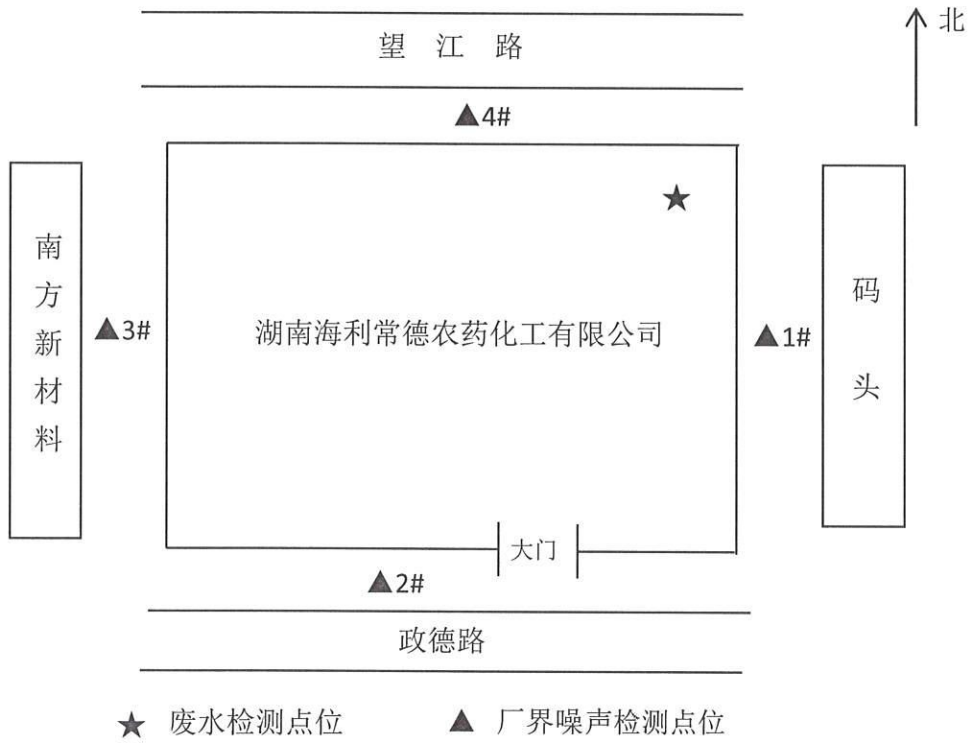 望江路
北
▲4#
★
南方新材料
▲3#
湖南海利常德农药化工有限公司
▲1#
码头
大门
▲2#
政德路
★ 废水检测点位 ▲ 厂界噪声检测点位